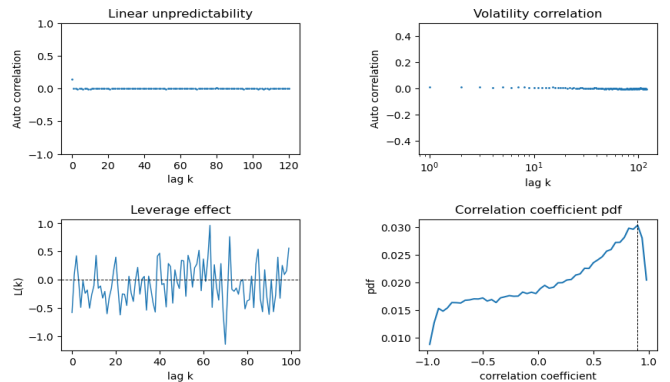 Linear unpredictability
Auto correlation
1.0
0.5
0.0
−0.5
−1.0
0 20 40 60 80 100 120
lag k
Volatility correlation
Auto correlation
0.4
0.2
0.0
−0.2
−0.4
10⁰ 10¹ 10²
lag k
Leverage effect
L(k)
1.0
0.5
0.0
−0.5
−1.0
0 20 40 60 80 100
lag k
Correlation coefficient pdf
pdf
0.030
0.025
0.020
0.015
0.010
−1.0 −0.5 0.0 0.5 1.0
correlation coefficient